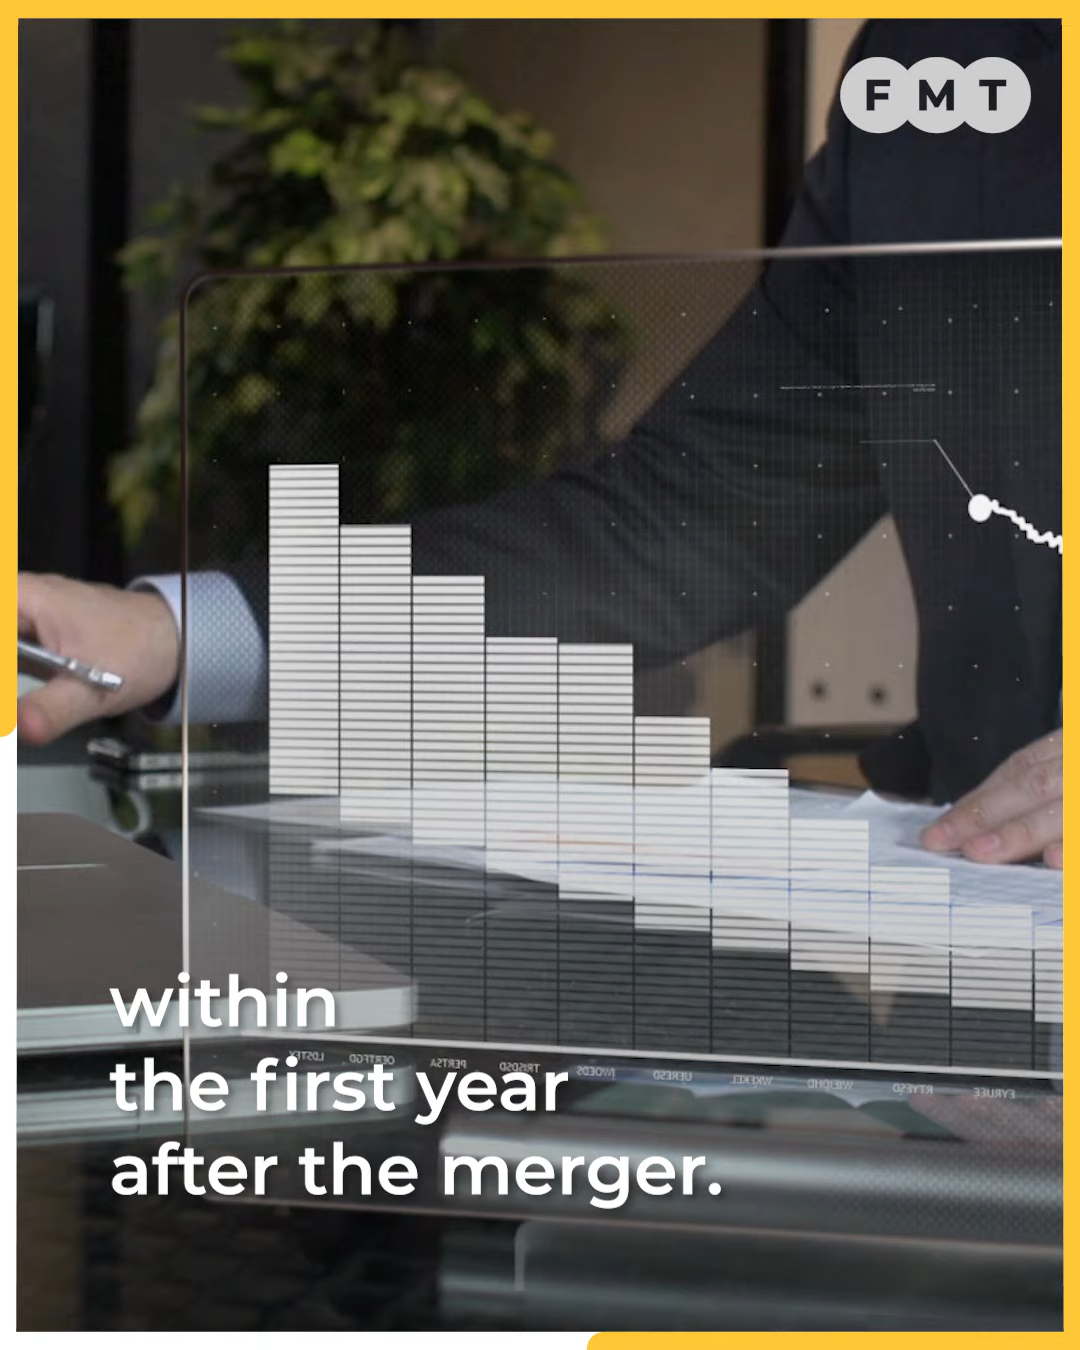 FMT
within
the first year
after the merger.